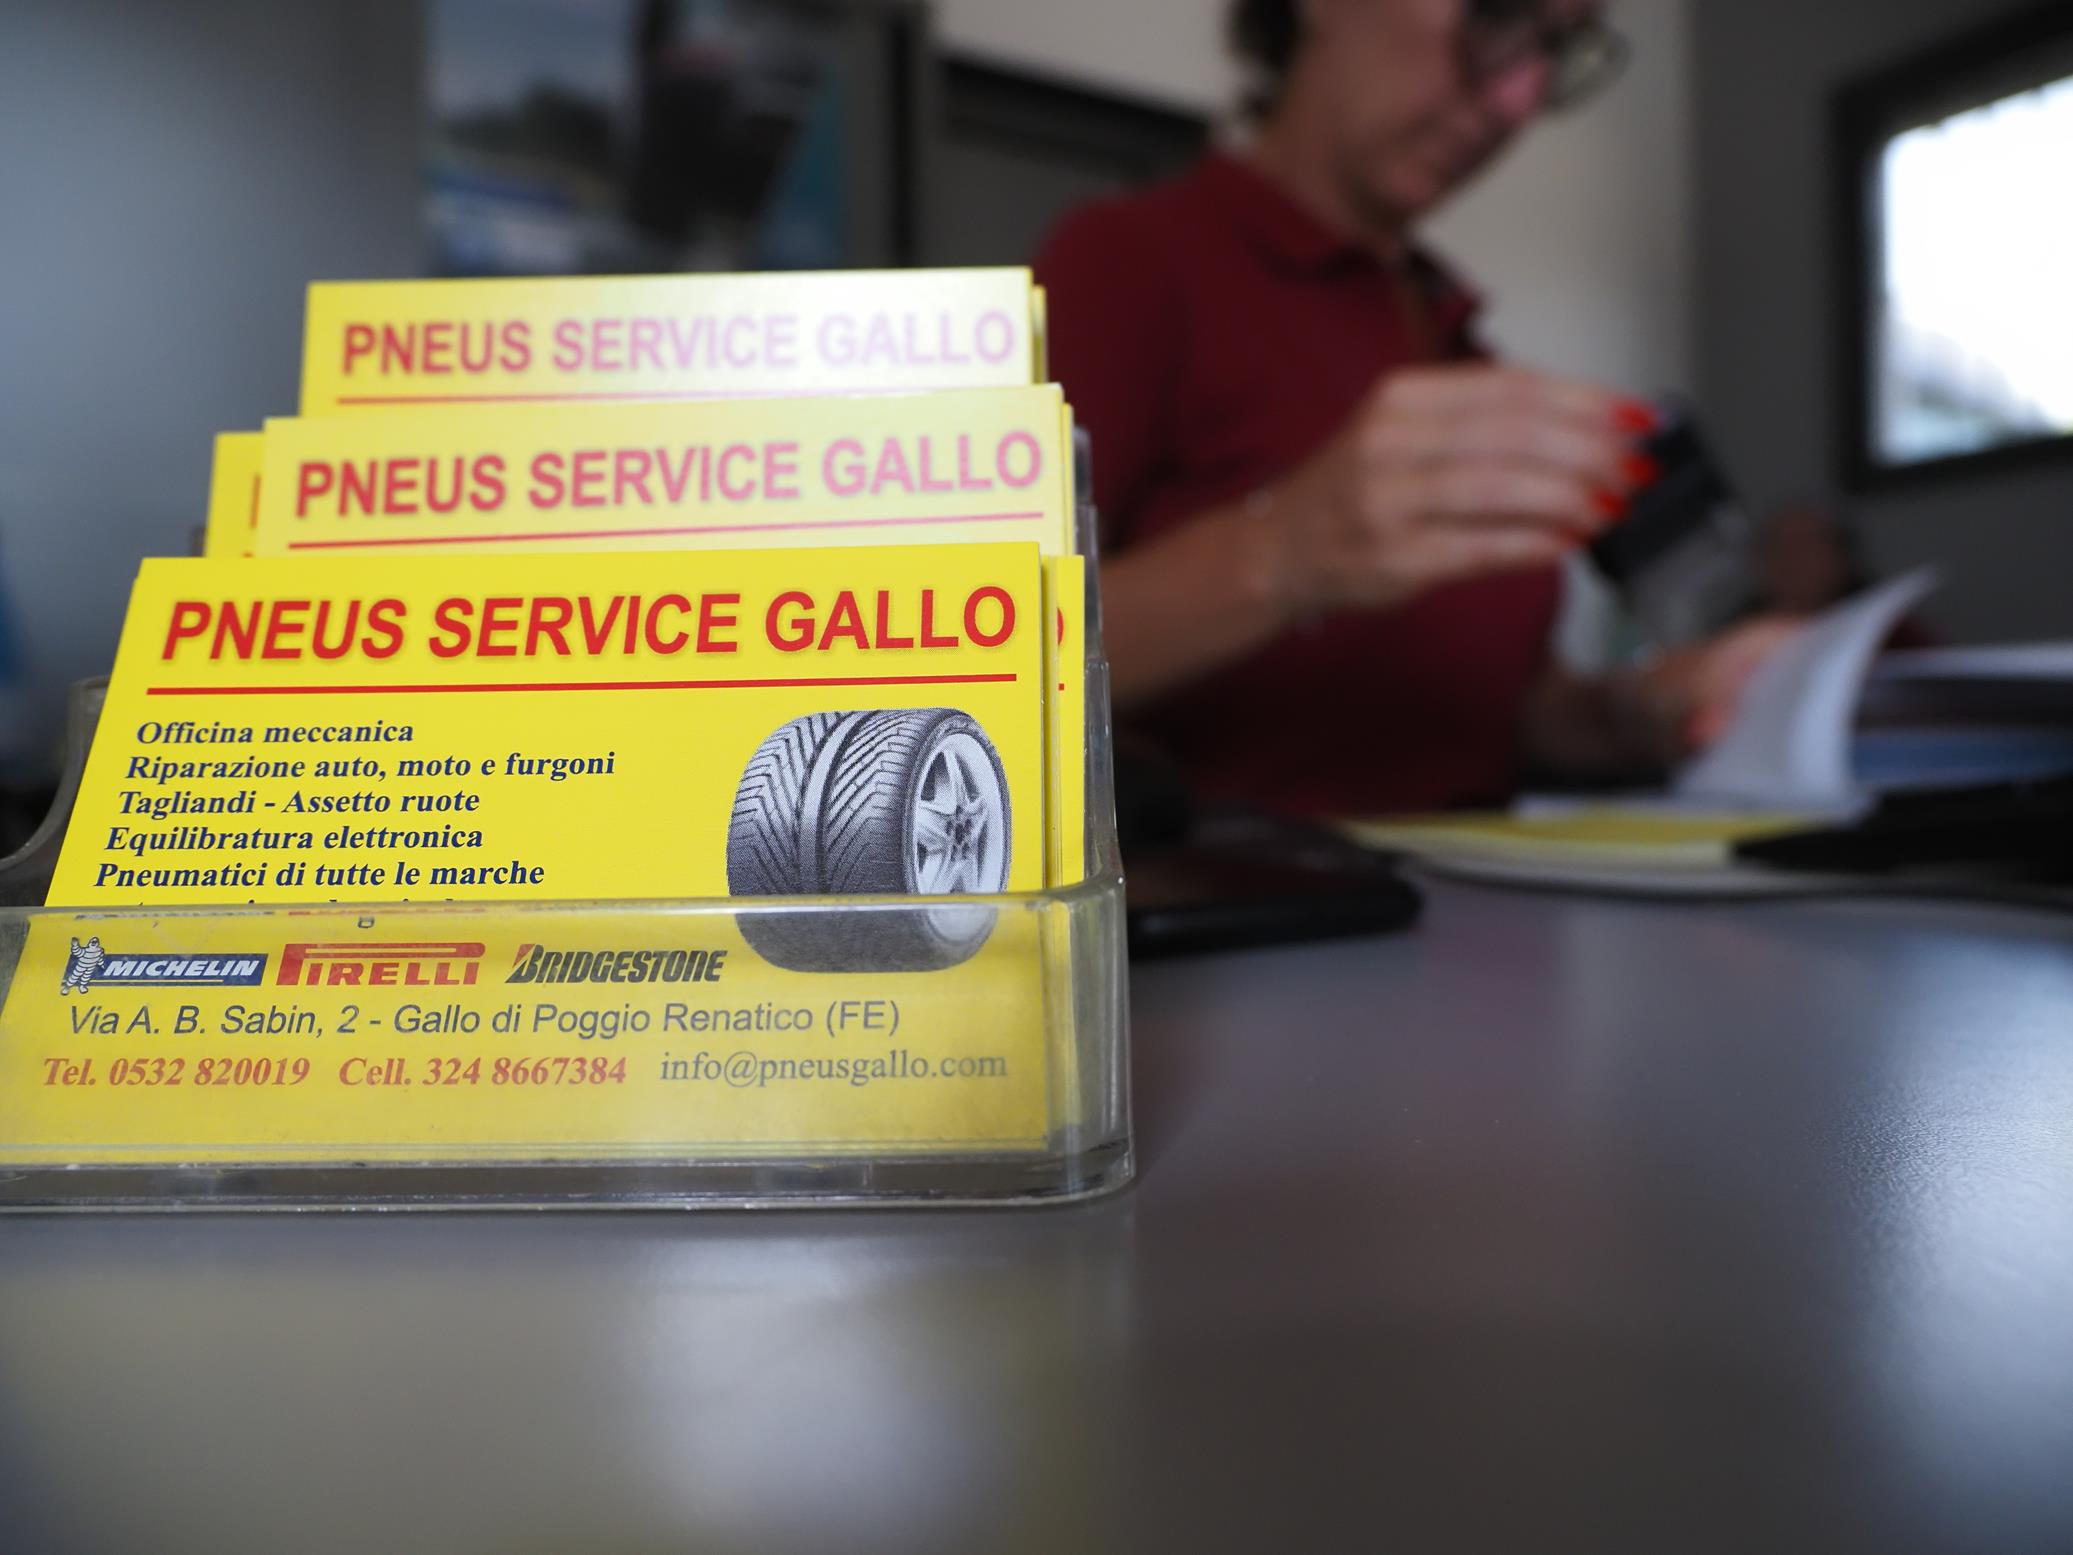 PNEUS SERVICE GALLO
PNEUS SERVICE GALLO
PNEUS SERVICE GALLO
Officina meccanica
Riparazione auto, moto e furgoni
Tagliandi - Assetto ruote
Equilibratura elettronica
Pneumatici di tutte le marche
MICHELIN PIRELLI BRIDGESTONE
Via A. B. Sabin, 2 - Gallo di Poggio Renatico (FE)
Tel. 0532 820019 Cell. 324 8667384 info@pneusgallo.com